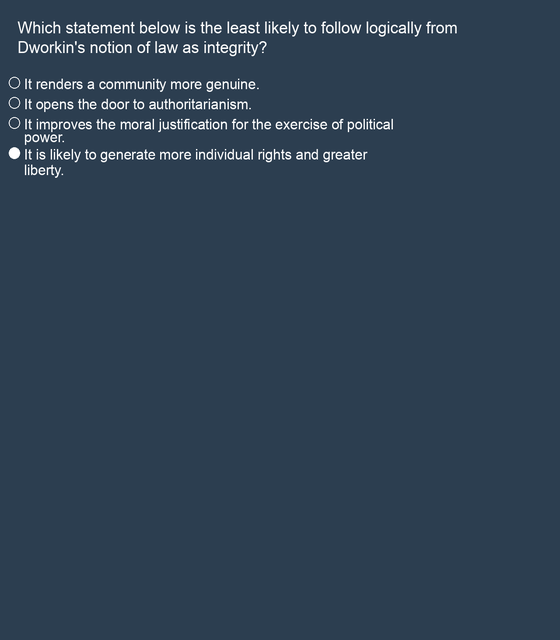 Which statement below is the least likely to follow logically from
Dworkin's notion of law as integrity?
It renders a community more genuine.
It opens the door to authoritarianism.
It improves the moral justification for the exercise of political
power.
It is likely to generate more individual rights and greater
liberty.